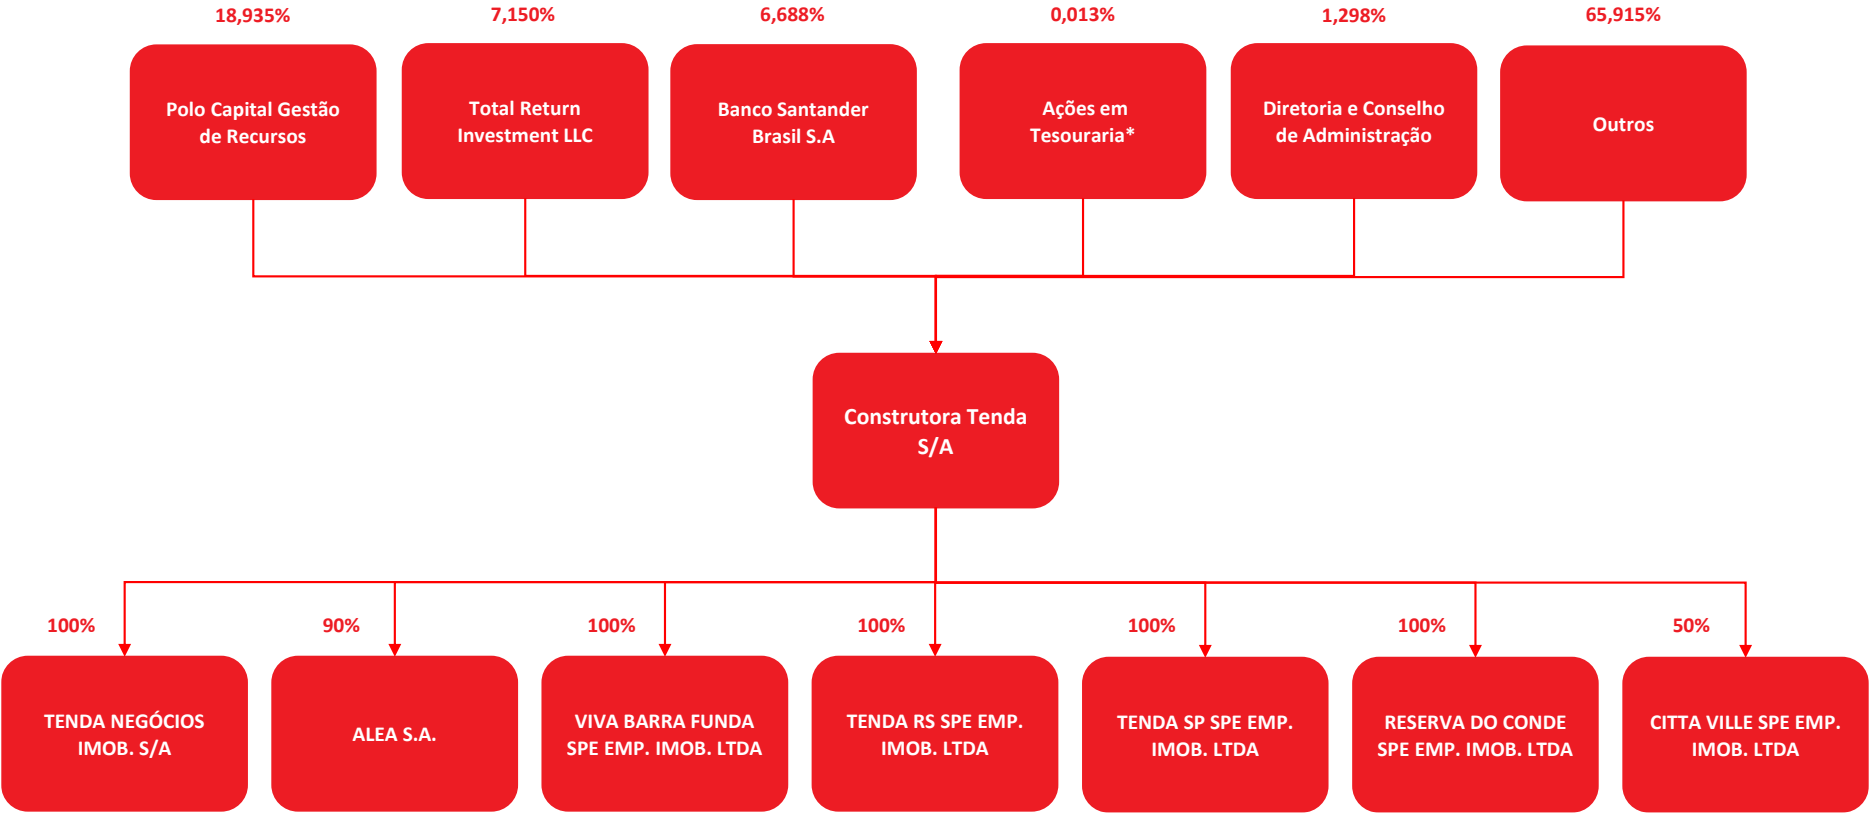 18,935%
7,150%
6,688%
0,013%
1,298%
65,915%
Polo Capital Gestão
de Recursos
Total Return
Investment LLC
Banco Santander
Brasil S.A
Ações em
Tesouraria*
Diretoria e Conselho
de Administração
Outros
Construtora Tenda
S/A
100%
90%
100%
100%
100%
100%
50%
TENDA NEGÓCIOS
IMOB. S/A
ALEA S.A.
VIVA BARRA FUNDA
SPE EMP. IMOB. LTDA
TENDA RS SPE EMP.
IMOB. LTDA
TENDA SP SPE EMP.
IMOB. LTDA
RESERVA DO CONDE
SPE EMP. IMOB. LTDA
CITTA VILLE SPE EMP.
IMOB. LTDA